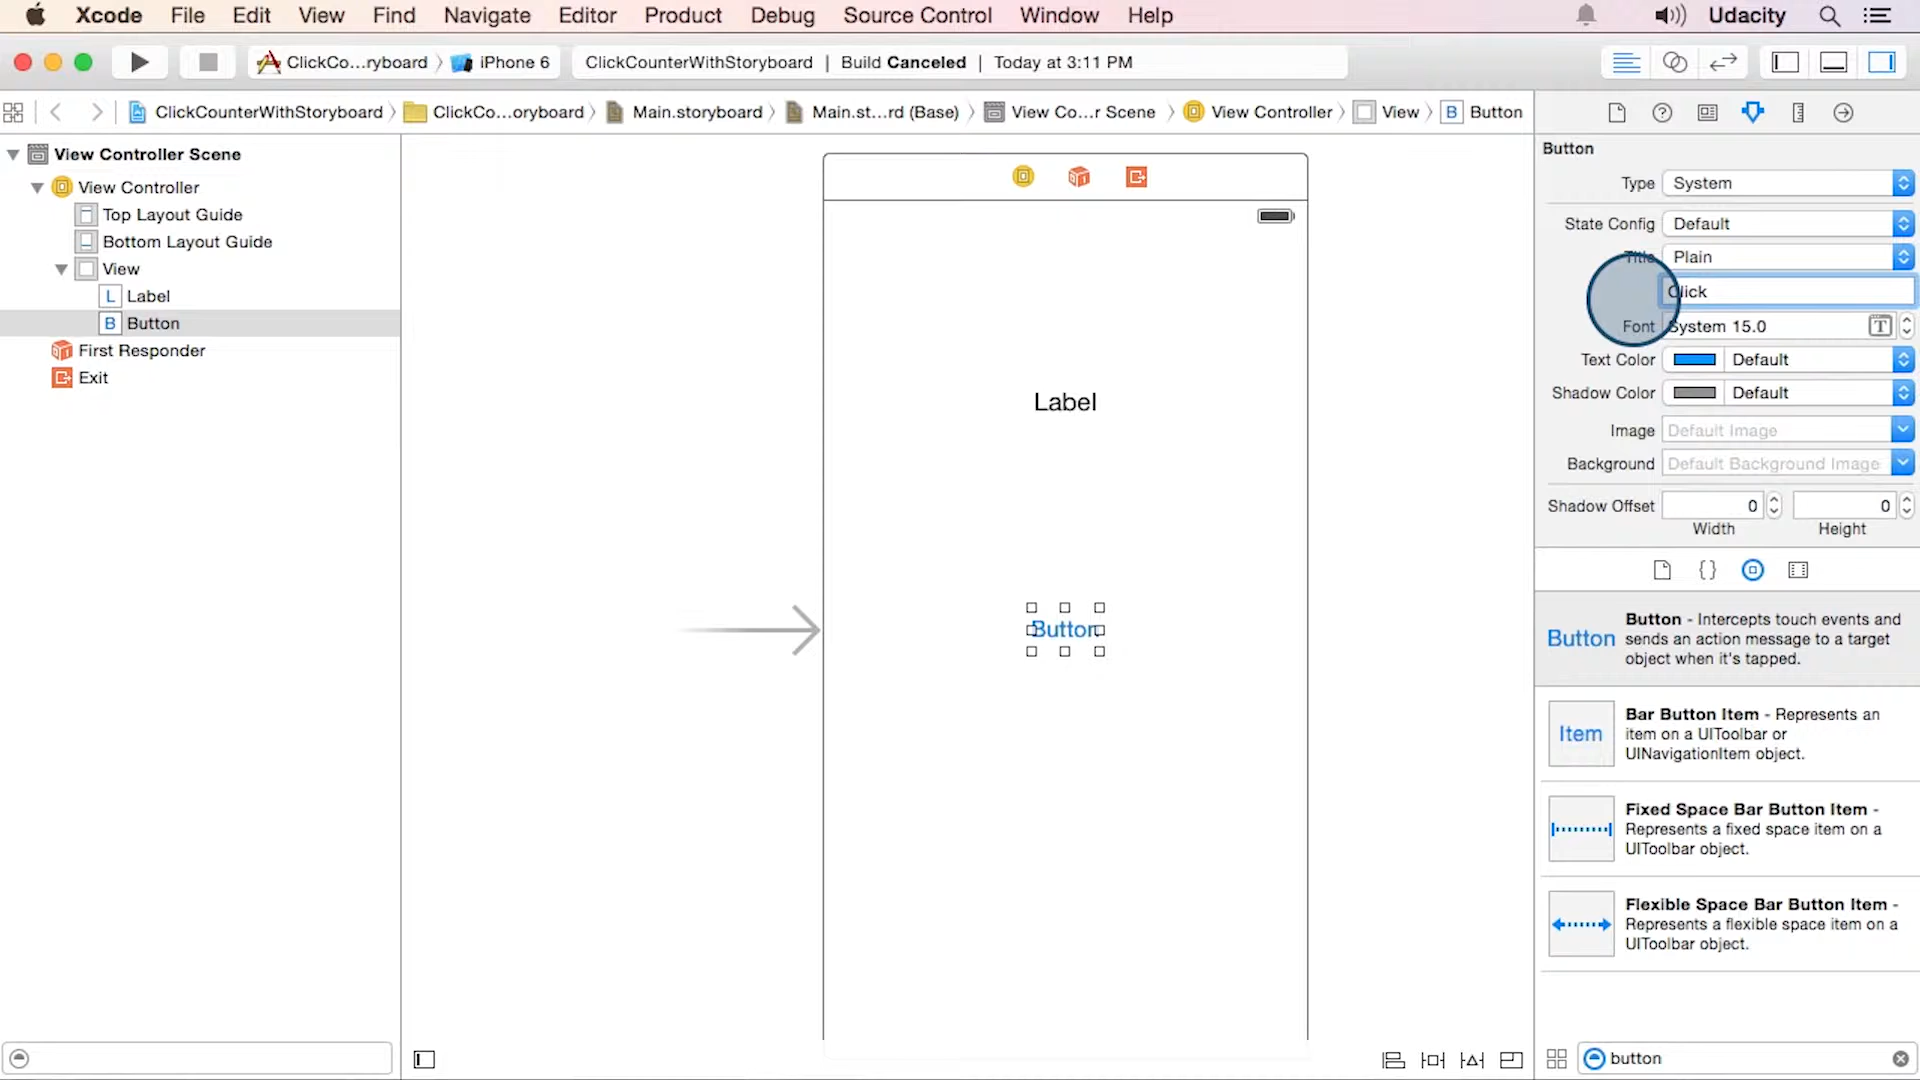 Xcode File Edit View Find Navigate Editor Product Debug Source Control Window Help Udacity
ClickCo...ryboard iPhone 6 ClickCounterWithStoryboard | Build Canceled | Today at 3:11 PM
ClickCounterWithStoryboard ClickCo...oryboard Main.storyboard Main.st...rd (Base) View Co...r Scene View Controller View B Button
View Controller Scene
View Controller
Top Layout Guide
Bottom Layout Guide
View
L Label
B Button
First Responder
Exit
Label
Button
Button
Type System
State Config Default
Title Plain
Click
Font System 15.0 T
Text Color Default
Shadow Color Default
Image Default Image
Background Default Background Image
Shadow Offset 0 0
Width Height
{}
Button
Button - Intercepts touch events and
sends an action message to a target
object when it's tapped.
Item
Bar Button Item - Represents an
item on a UIToolbar or
UINavigationItem object.
Fixed Space Bar Button Item -
Represents a fixed space item on a
UIToolbar object.
Flexible Space Bar Button Item -
Represents a flexible space item on a
UIToolbar object.
button